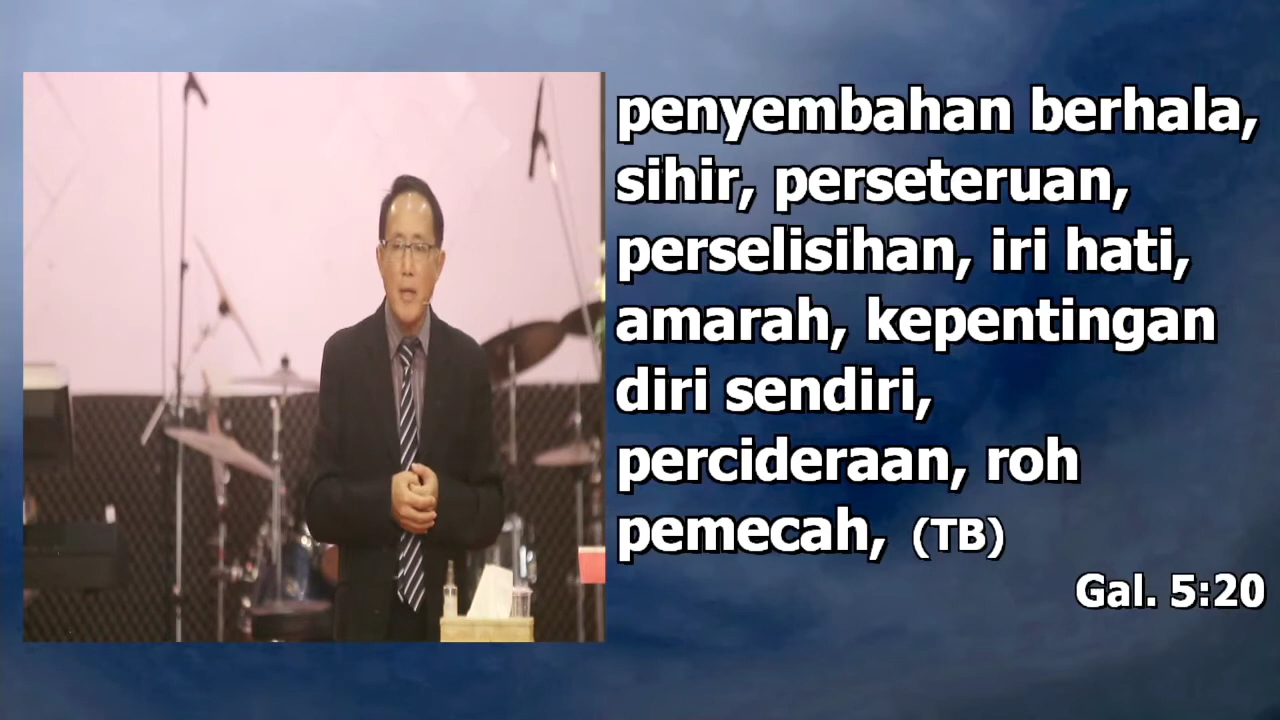 penyembahan berhala,
sihir, perseteruan,
perselisihan, iri hati,
amarah, kepentingan
diri sendiri,
percideraan, roh
pemecah, (TB)
Gal. 5:20